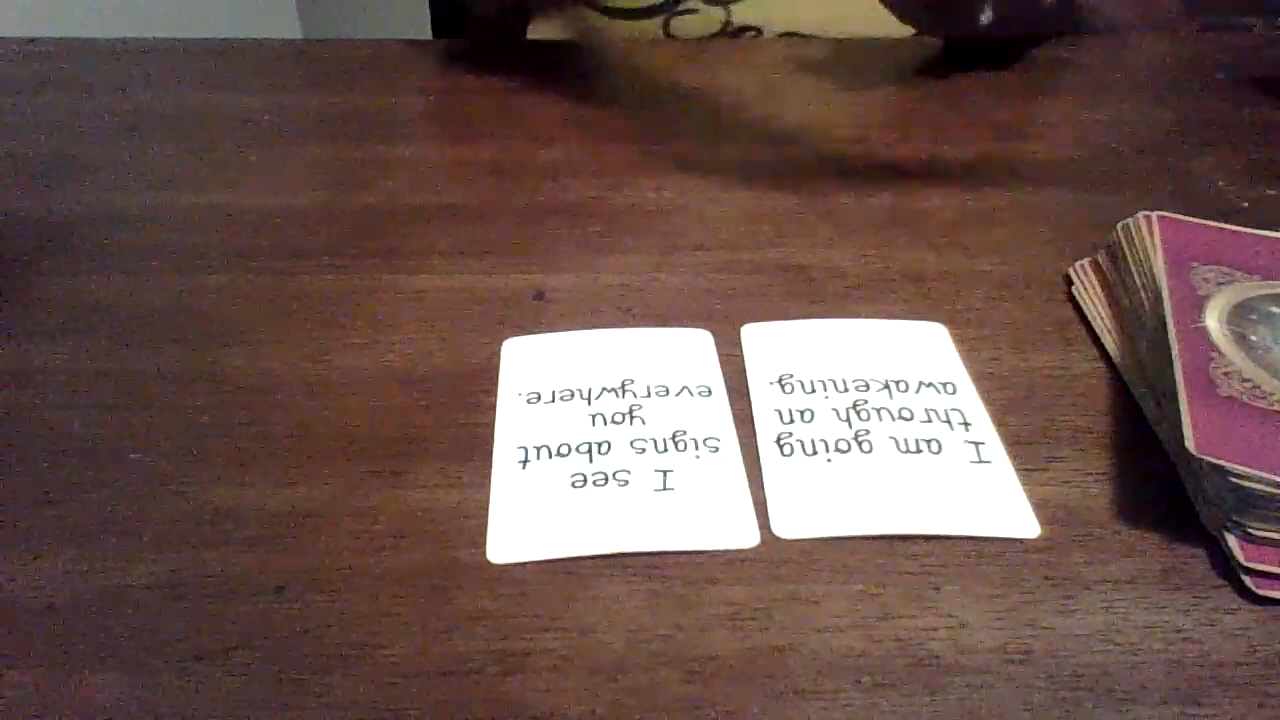 I see
signs about
you
everywhere.
I am going
through an
awakening.